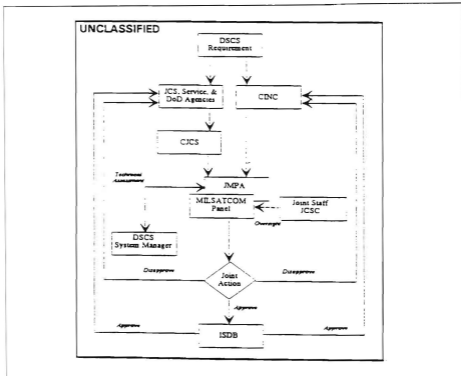 UNCLASSIFIED
DSCS
Requirement
JCS, Service, &
DoD Agencies
CINC
CJCS
Technical
Assessment
JMPA
MILSATCOM
Panel
Joint Staff
JCSC
Oversight
DSCS
System Manager
Disapprove
Joint
Action
Disapprove
Approve
Approve
ISDB
Approve